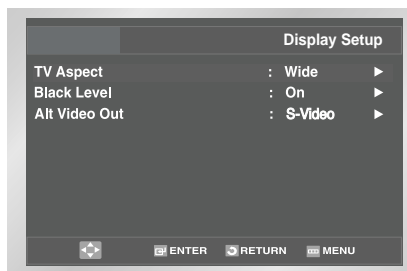 Display Setup
TV Aspect : Wide ►
Black Level : On ►
Alt Video Out : S-Video ►
ENTER RETURN MENU